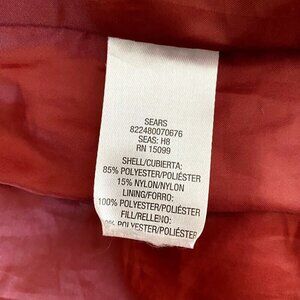 SEARS
822480070676
SEAS: H8
RN 15099
SHELL/CUBIERTA:
85% POLYESTER/POLIÉSTER
15% NYLON/NYLON
LINING/FORRO:
100% POLYESTER/POLIÉSTER
FILL/RELLENO:
POLYESTER/POLIÉSTER